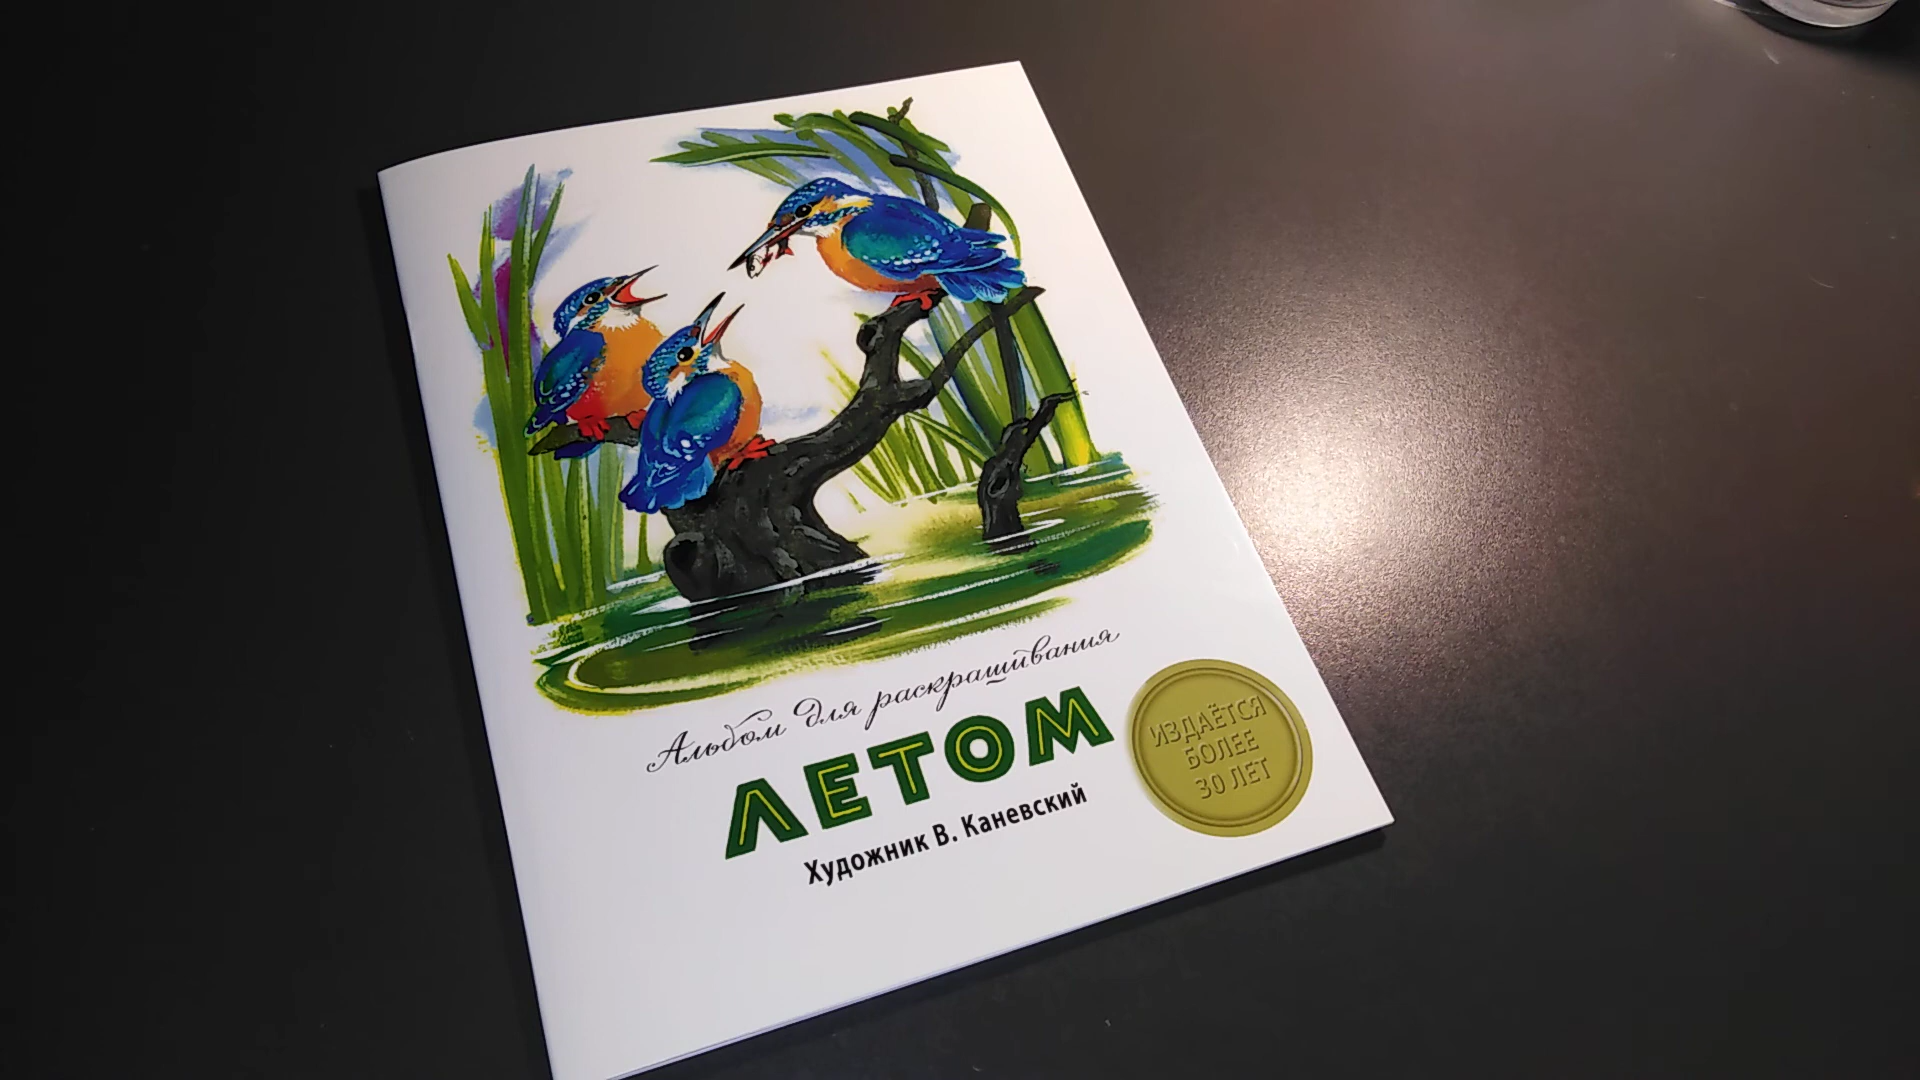 Альбом для раскрашивания
ЛЕТОМ
Художник В. Каневский
ИЗДАЁТСЯ
БОЛЕЕ
30 ЛЕТ